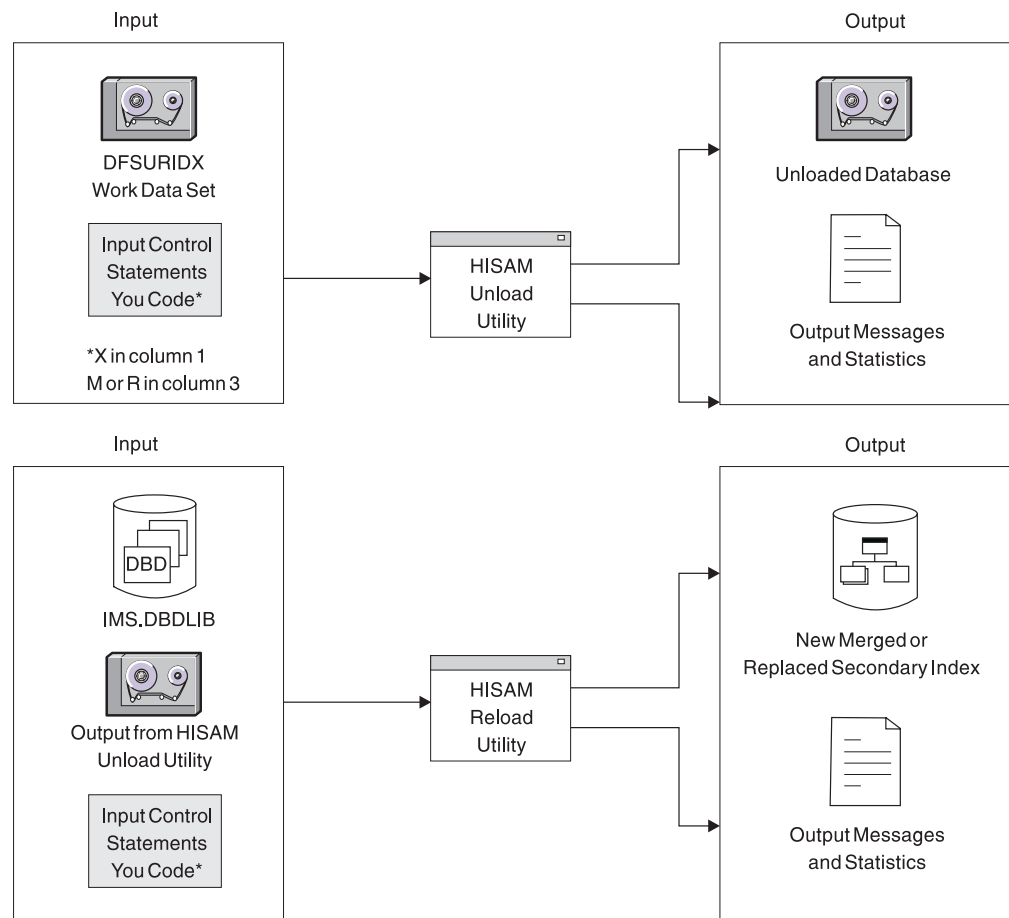 Input
Output
DFSURIDX
Work Data Set
Input Control
Statements
You Code*
*X in column 1
M or R in column 3
HISAM
Unload
Utility
Unloaded Database
Output Messages
and Statistics
Input
Output
DBD
IMS.DBDLIB
Output from HISAM
Unload Utility
Input Control
Statements
You Code*
HISAM
Reload
Utility
New Merged or
Replaced Secondary Index
Output Messages
and Statistics